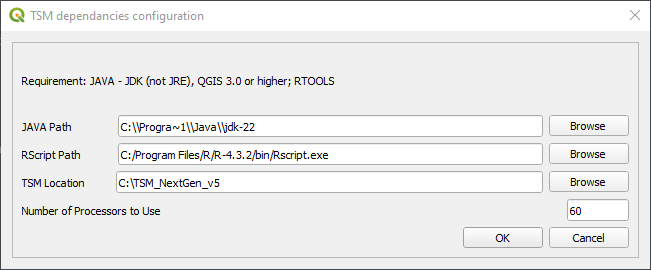 TSM dependancies configuration
Requirement: JAVA - JDK (not JRE), QGIS 3.0 or higher; RTOOLS
JAVA Path C:\\Progra~1\\Java\\jdk-22 Browse
RScript Path C:/Program Files/R/R-4.3.2/bin/Rscript.exe Browse
TSM Location C:\TSM_NextGen_v5 Browse
Number of Processors to Use 60
OK Cancel